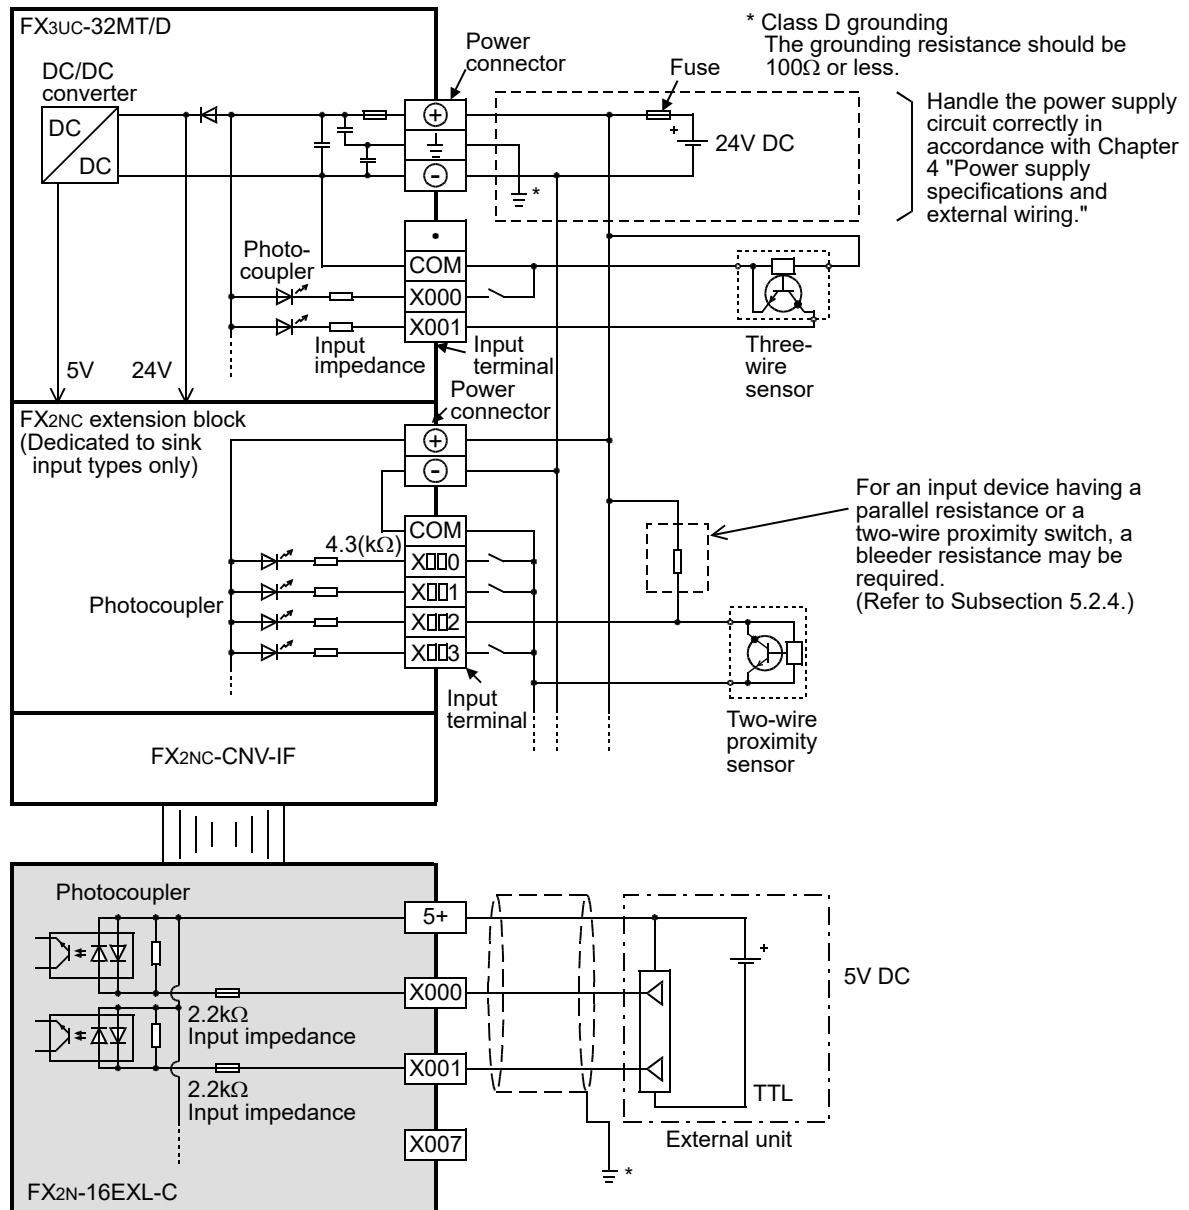 FX3UC-32MT/D
* Class D grounding
The grounding resistance should be
100Ω or less.
Power
connector
Fuse
DC/DC
converter
DC
DC
+
-
+
24V DC
*
Handle the power supply
circuit correctly in
accordance with Chapter
4 "Power supply
specifications and
external wiring."
•
COM
X000
X001
Photo-
coupler
Input
impedance
Input
terminal
Three-
wire
sensor
5V
24V
Power
connector
FX2NC extension block
(Dedicated to sink
input types only)
+
-
COM
4.3(kΩ)
X▯▯0
X▯▯1
X▯▯2
X▯▯3
Photocoupler
For an input device having a
parallel resistance or a
two-wire proximity switch, a
bleeder resistance may be
required.
(Refer to Subsection 5.2.4.)
Input
terminal
Two-wire
proximity
sensor
FX2NC-CNV-IF
Photocoupler
5+
X000
2.2kΩ
Input impedance
X001
2.2kΩ
Input impedance
X007
+
5V DC
TTL
External unit
*
FX2N-16EXL-C